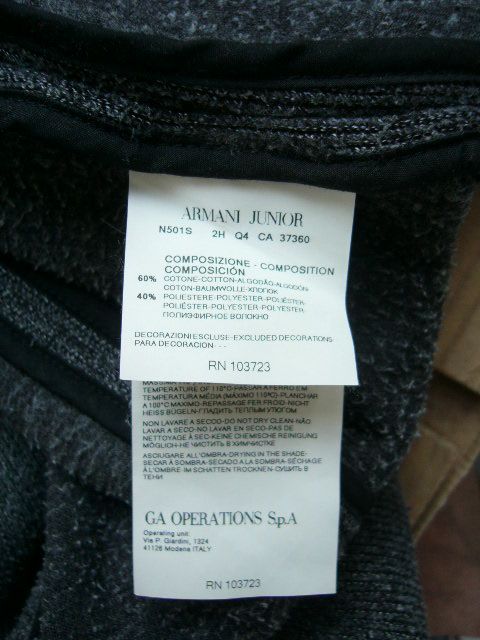 ARMANI JUNIOR
N501S 2H Q4 CA 37360
COMPOSIZIONE - COMPOSITION
COMPOSICIÓN
60% COTONE-COTTON-ALGODÃO-ALGODÓN-
COTON-BAUMWOLLE-ХЛОПОК
40% POLIESTERE-POLYESTER-POLIÉSTER-
POLIÉSTER-POLYESTER-POLYESTER-
ПОЛИЭФИРНОЕ ВОЛОКНО
DECORAZIONI ESCLUSE-EXCLUDED DECORATIONS-
PARA DECORACION - -
RN 103723
TEMPERATURE OF 110°C-PASSAR A FERRO EM
TEMPERATURA MÉDIA (MÁXIMO 110ºC)-PLANCHAR
A 100°C MAXIMO-REPASSAGE FER FROID-NICHT
HEISS BÜGELN-ГЛАДИТЬ ТЕПЛЫМ УТЮГОМ
NON LAVARE A SECCO-DO NOT DRY CLEAN-NÃO
LAVAR A SECO-NO LAVADO EN SECO-PAS DE
NETTOYAGE À SEC-KEINE CHEMISCHE REINIGUNG
MÖGLICH-НЕ ЧИСТИТЬ В ХИМЧИСТКЕ
ASCIUGARE ALL'OMBRA-DRYING IN THE SHADE-
SECAR À SOMBRA-SECADO A LA SOMBRA-SÉCHAGE
À L'OMBRE-IM SCHATTEN TROCKNEN-СУШИТЬ В
ТЕНИ
GA OPERATIONS S.p.A
Operating unit:
Via P. Giardini, 1324
41126 Modena ITALY
RN 103723